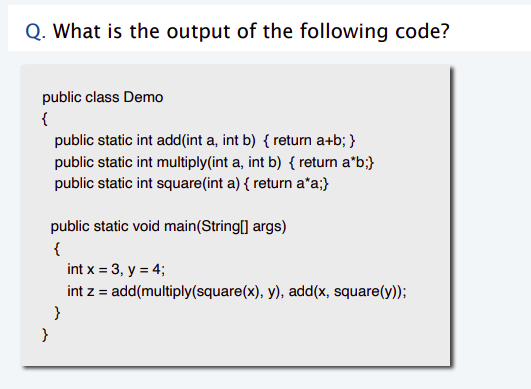 Q. What is the output of the following code?
public class Demo
{
public static int add(int a, int b) { return a+b; }
public static int multiply(int a, int b) { return a*b;}
public static int square(int a) { return a*a;}
public static void main(String[] args)
{
int x = 3, y = 4;
int z = add(multiply(square(x), y), add(x, square(y));
}
}